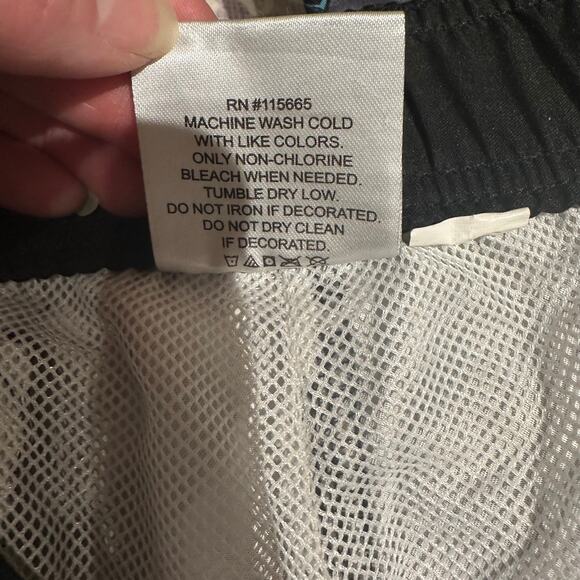 RN #115665
MACHINE WASH COLD
WITH LIKE COLORS.
ONLY NON-CHLORINE
BLEACH WHEN NEEDED.
TUMBLE DRY LOW.
DO NOT IRON IF DECORATED.
DO NOT DRY CLEAN
IF DECORATED.